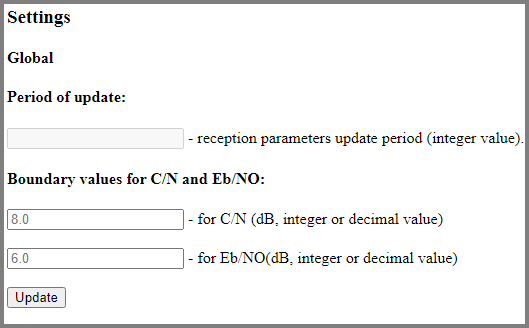 Settings
Global
Period of update:
- reception parameters update period (integer value).
Boundary values for C/N and Eb/NO:
8.0 - for C/N (dB, integer or decimal value)
6.0 - for Eb/NO(dB, integer or decimal value)
Update